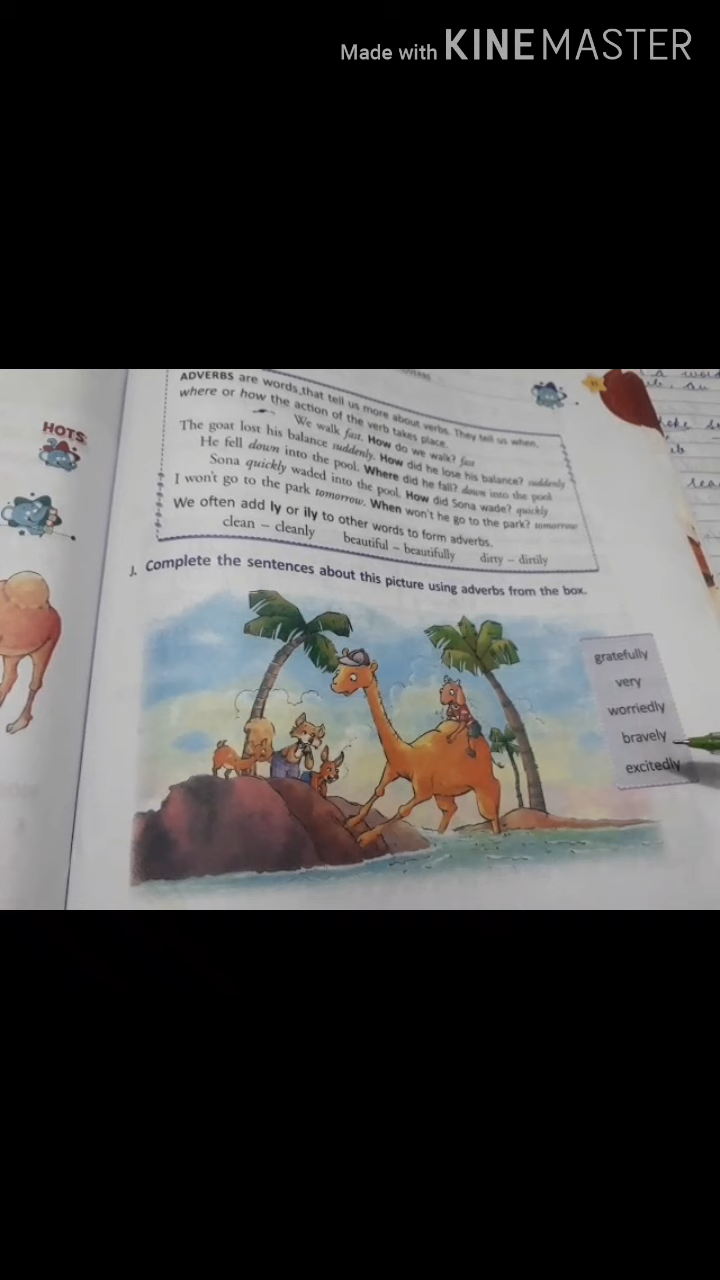 Made with KINEMASTER
ADVERBS are words that tell us more about verbs. They tell us when,
where or how the action of the verb takes place.
We walk fast. How do we walk? fast
The goat lost his balance suddenly. How did he lose his balance? suddenly
He fell down into the pool. Where did he fall? down into the pool
Sona quickly waded into the pool. How did Sona wade? quickly
I won't go to the park tomorrow. When won't he go to the park? tomorrow
We often add ly or ily to other words to form adverbs.
clean – cleanly beautiful – beautifully dirty – dirtily
HOTS
J. Complete the sentences about this picture using adverbs from the box.
gratefully
very
worriedly
bravely
excitedly